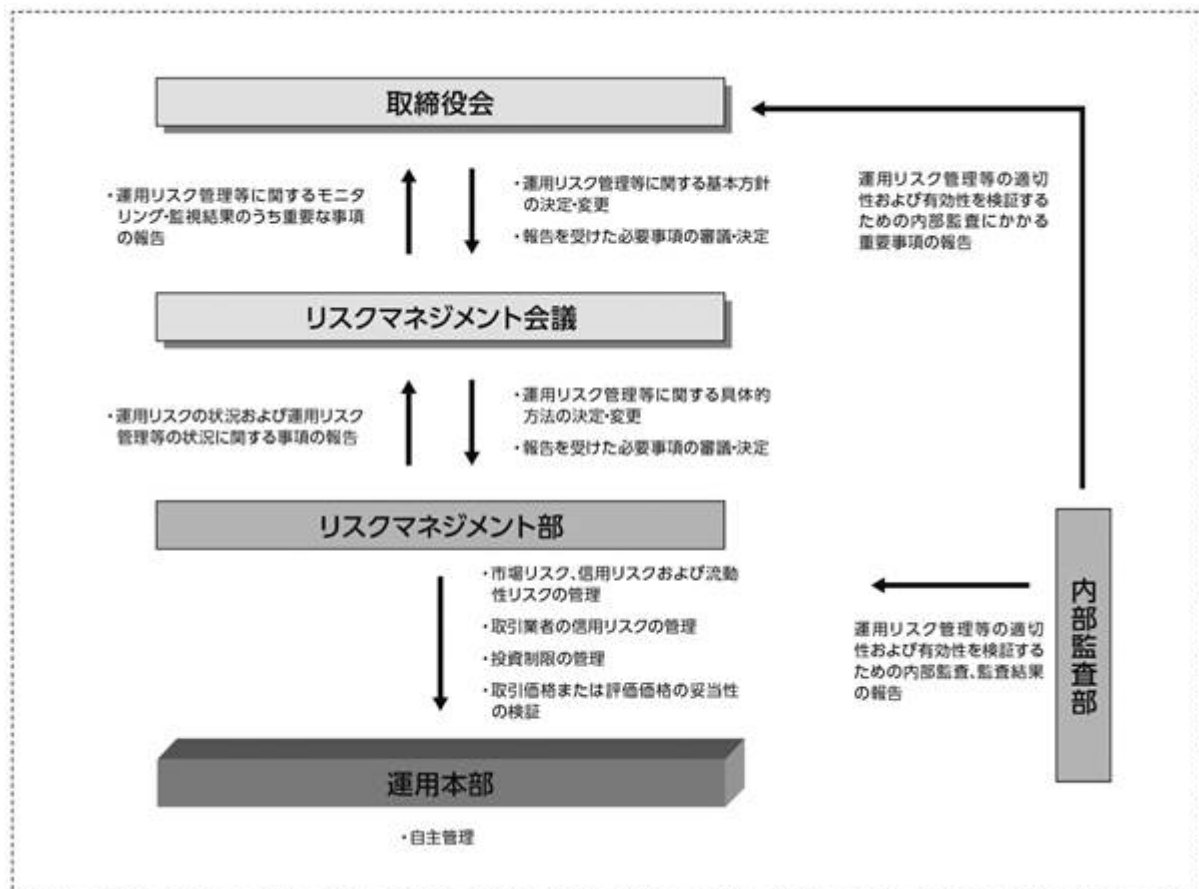 取締役会
・運用リスク管理等に関するモニタ
リング・監視結果のうち重要な事項
の報告
・運用リスク管理等に関する基本方針
の決定・変更
・報告を受けた必要事項の審議・決定
運用リスク管理等の適切
性および有効性を検証する
ための内部監査にかかる
重要事項の報告
リスクマネジメント会議
・運用リスクの状況および運用リスク
管理等の状況に関する事項の報告
・運用リスク管理等に関する具体的
方法の決定・変更
・報告を受けた必要事項の審議・決定
リスクマネジメント部
・市場リスク、信用リスクおよび流動
性リスクの管理
・取引業者の信用リスクの管理
・投資制限の管理
・取引価格または評価価格の妥当性
の検証
運用リスク管理等の適切
性および有効性を検証する
ための内部監査、監査結果
の報告
内部監査部
運用本部
・自主管理